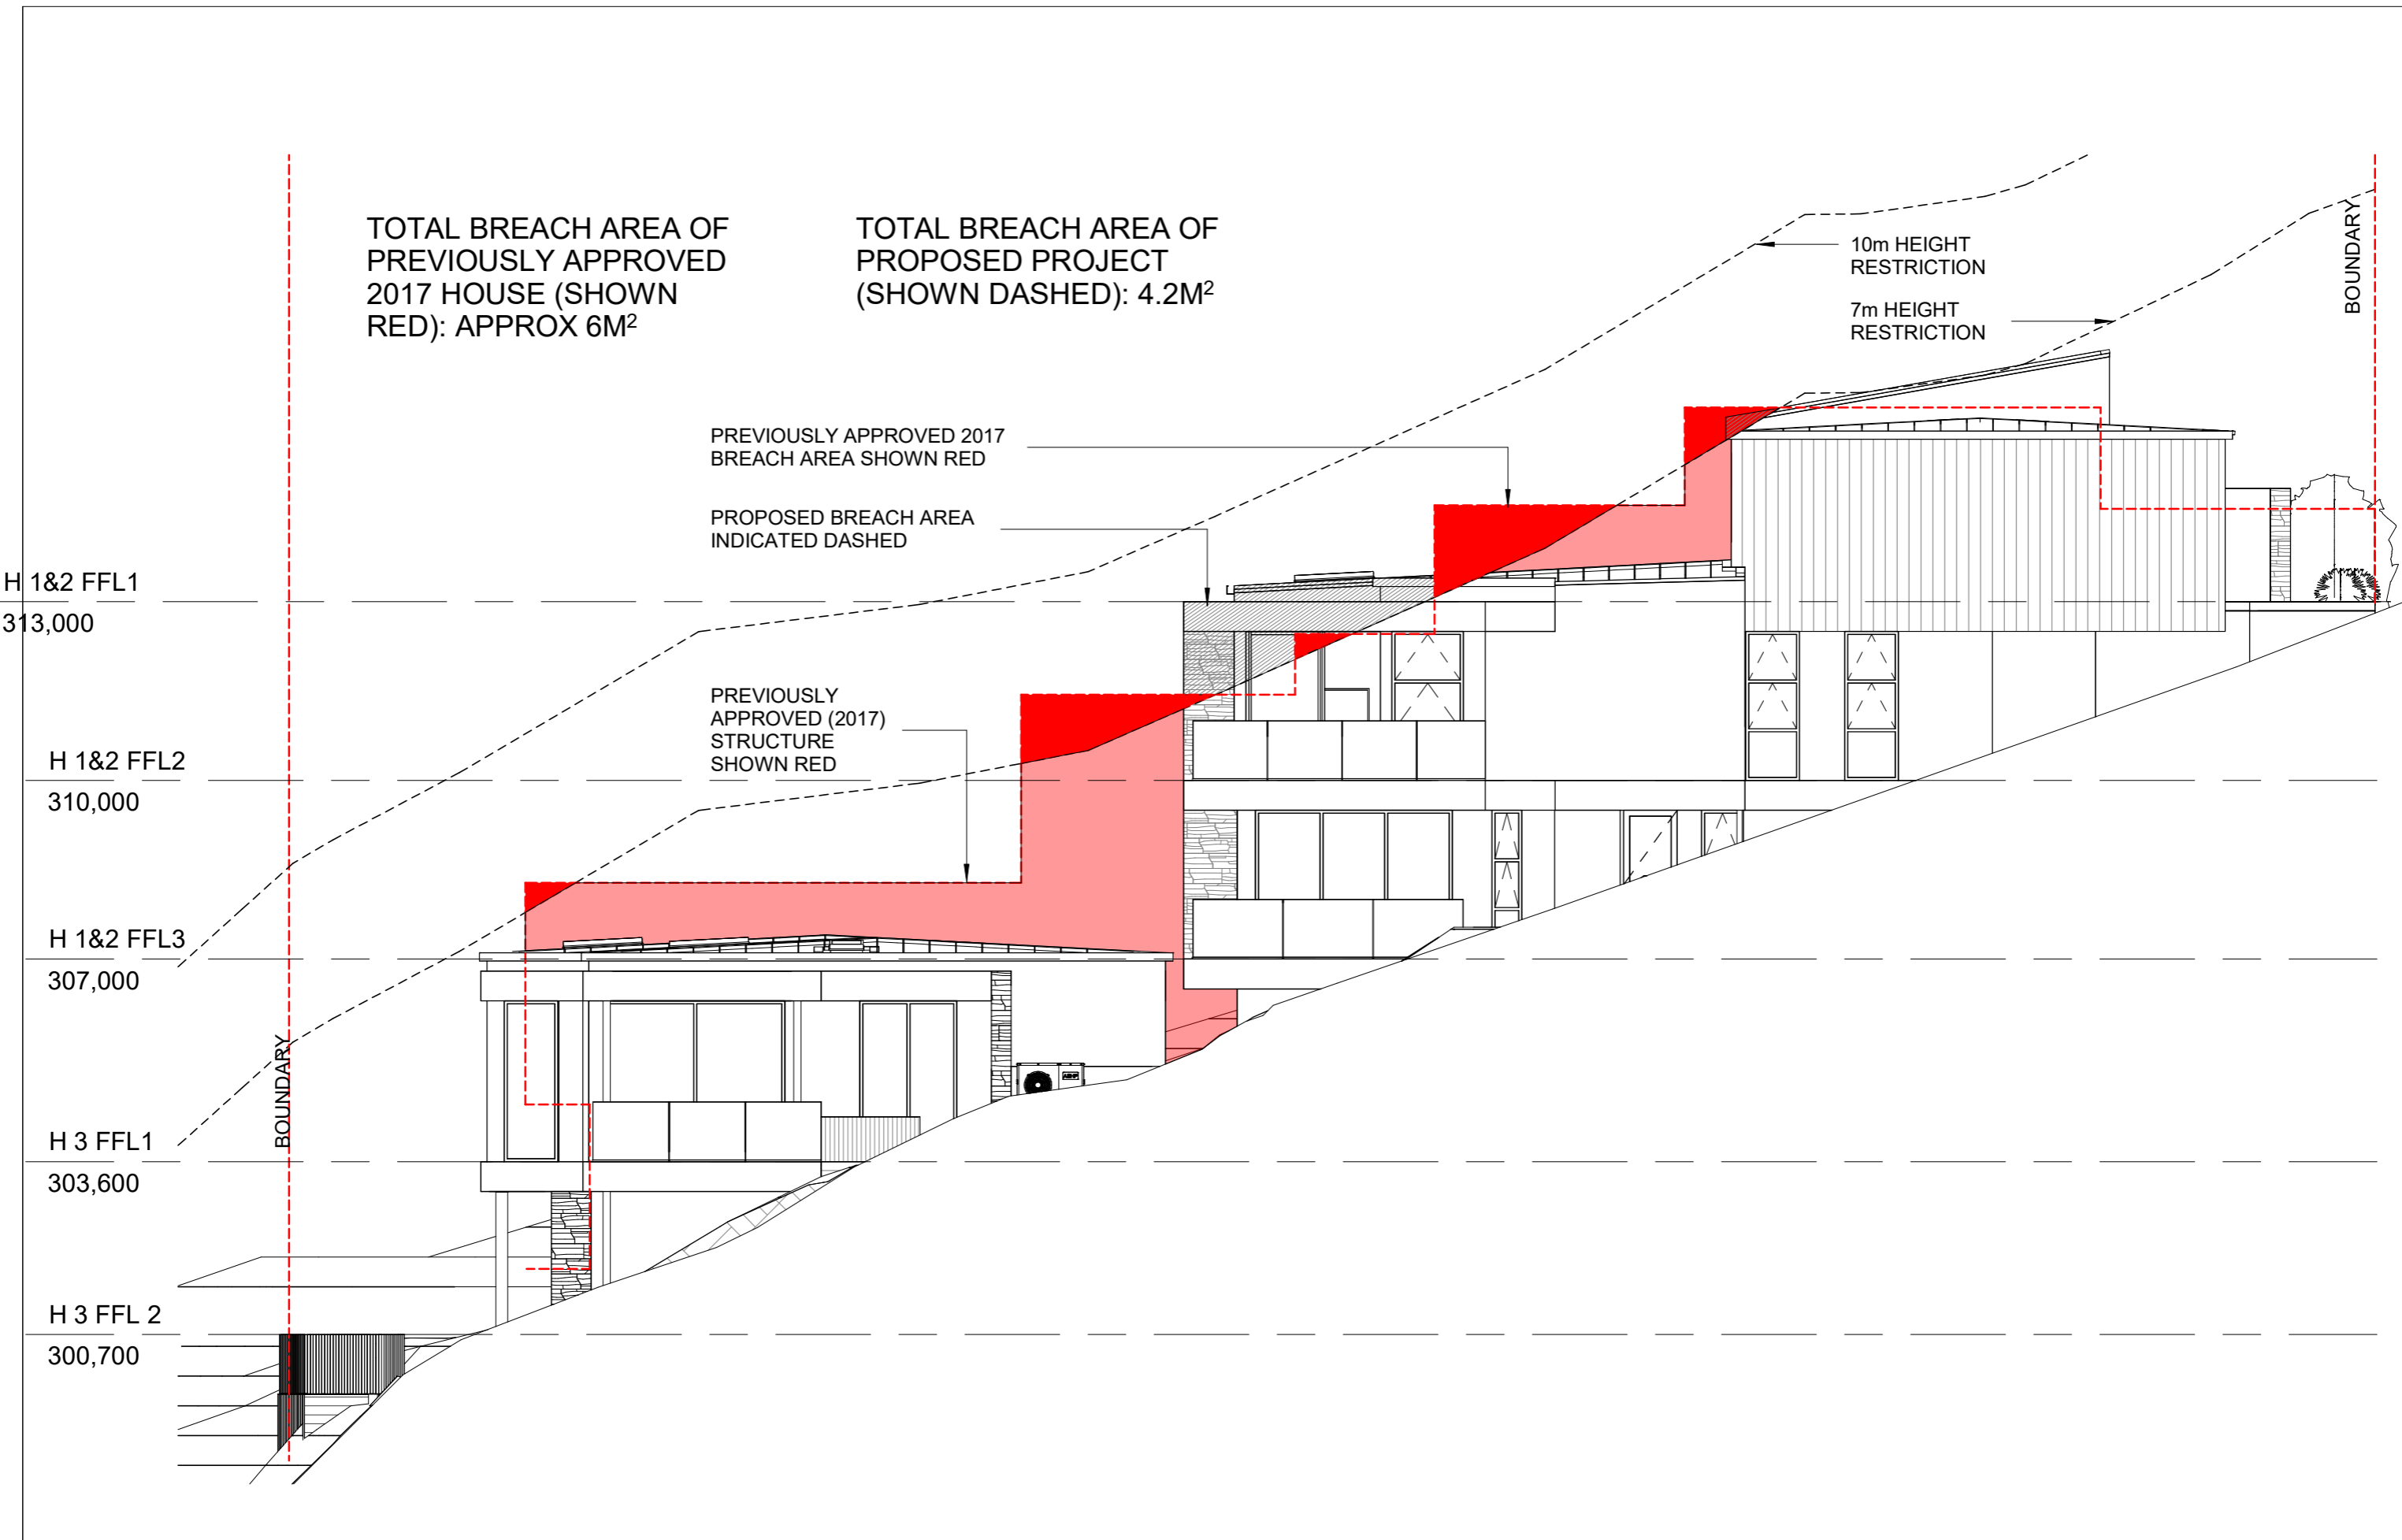 TOTAL BREACH AREA OF
PREVIOUSLY APPROVED
2017 HOUSE (SHOWN
RED): APPROX 6M²
TOTAL BREACH AREA OF
PROPOSED PROJECT
(SHOWN DASHED): 4.2M²
10m HEIGHT
RESTRICTION
7m HEIGHT
RESTRICTION
BOUNDARY
PREVIOUSLY APPROVED 2017
BREACH AREA SHOWN RED
PROPOSED BREACH AREA
INDICATED DASHED
H 1&2 FFL1
313,000
PREVIOUSLY
APPROVED (2017)
STRUCTURE
SHOWN RED
H 1&2 FFL2
310,000
H 1&2 FFL3
307,000
BOUNDARY
ASHP
H 3 FFL1
303,600
H 3 FFL 2
300,700